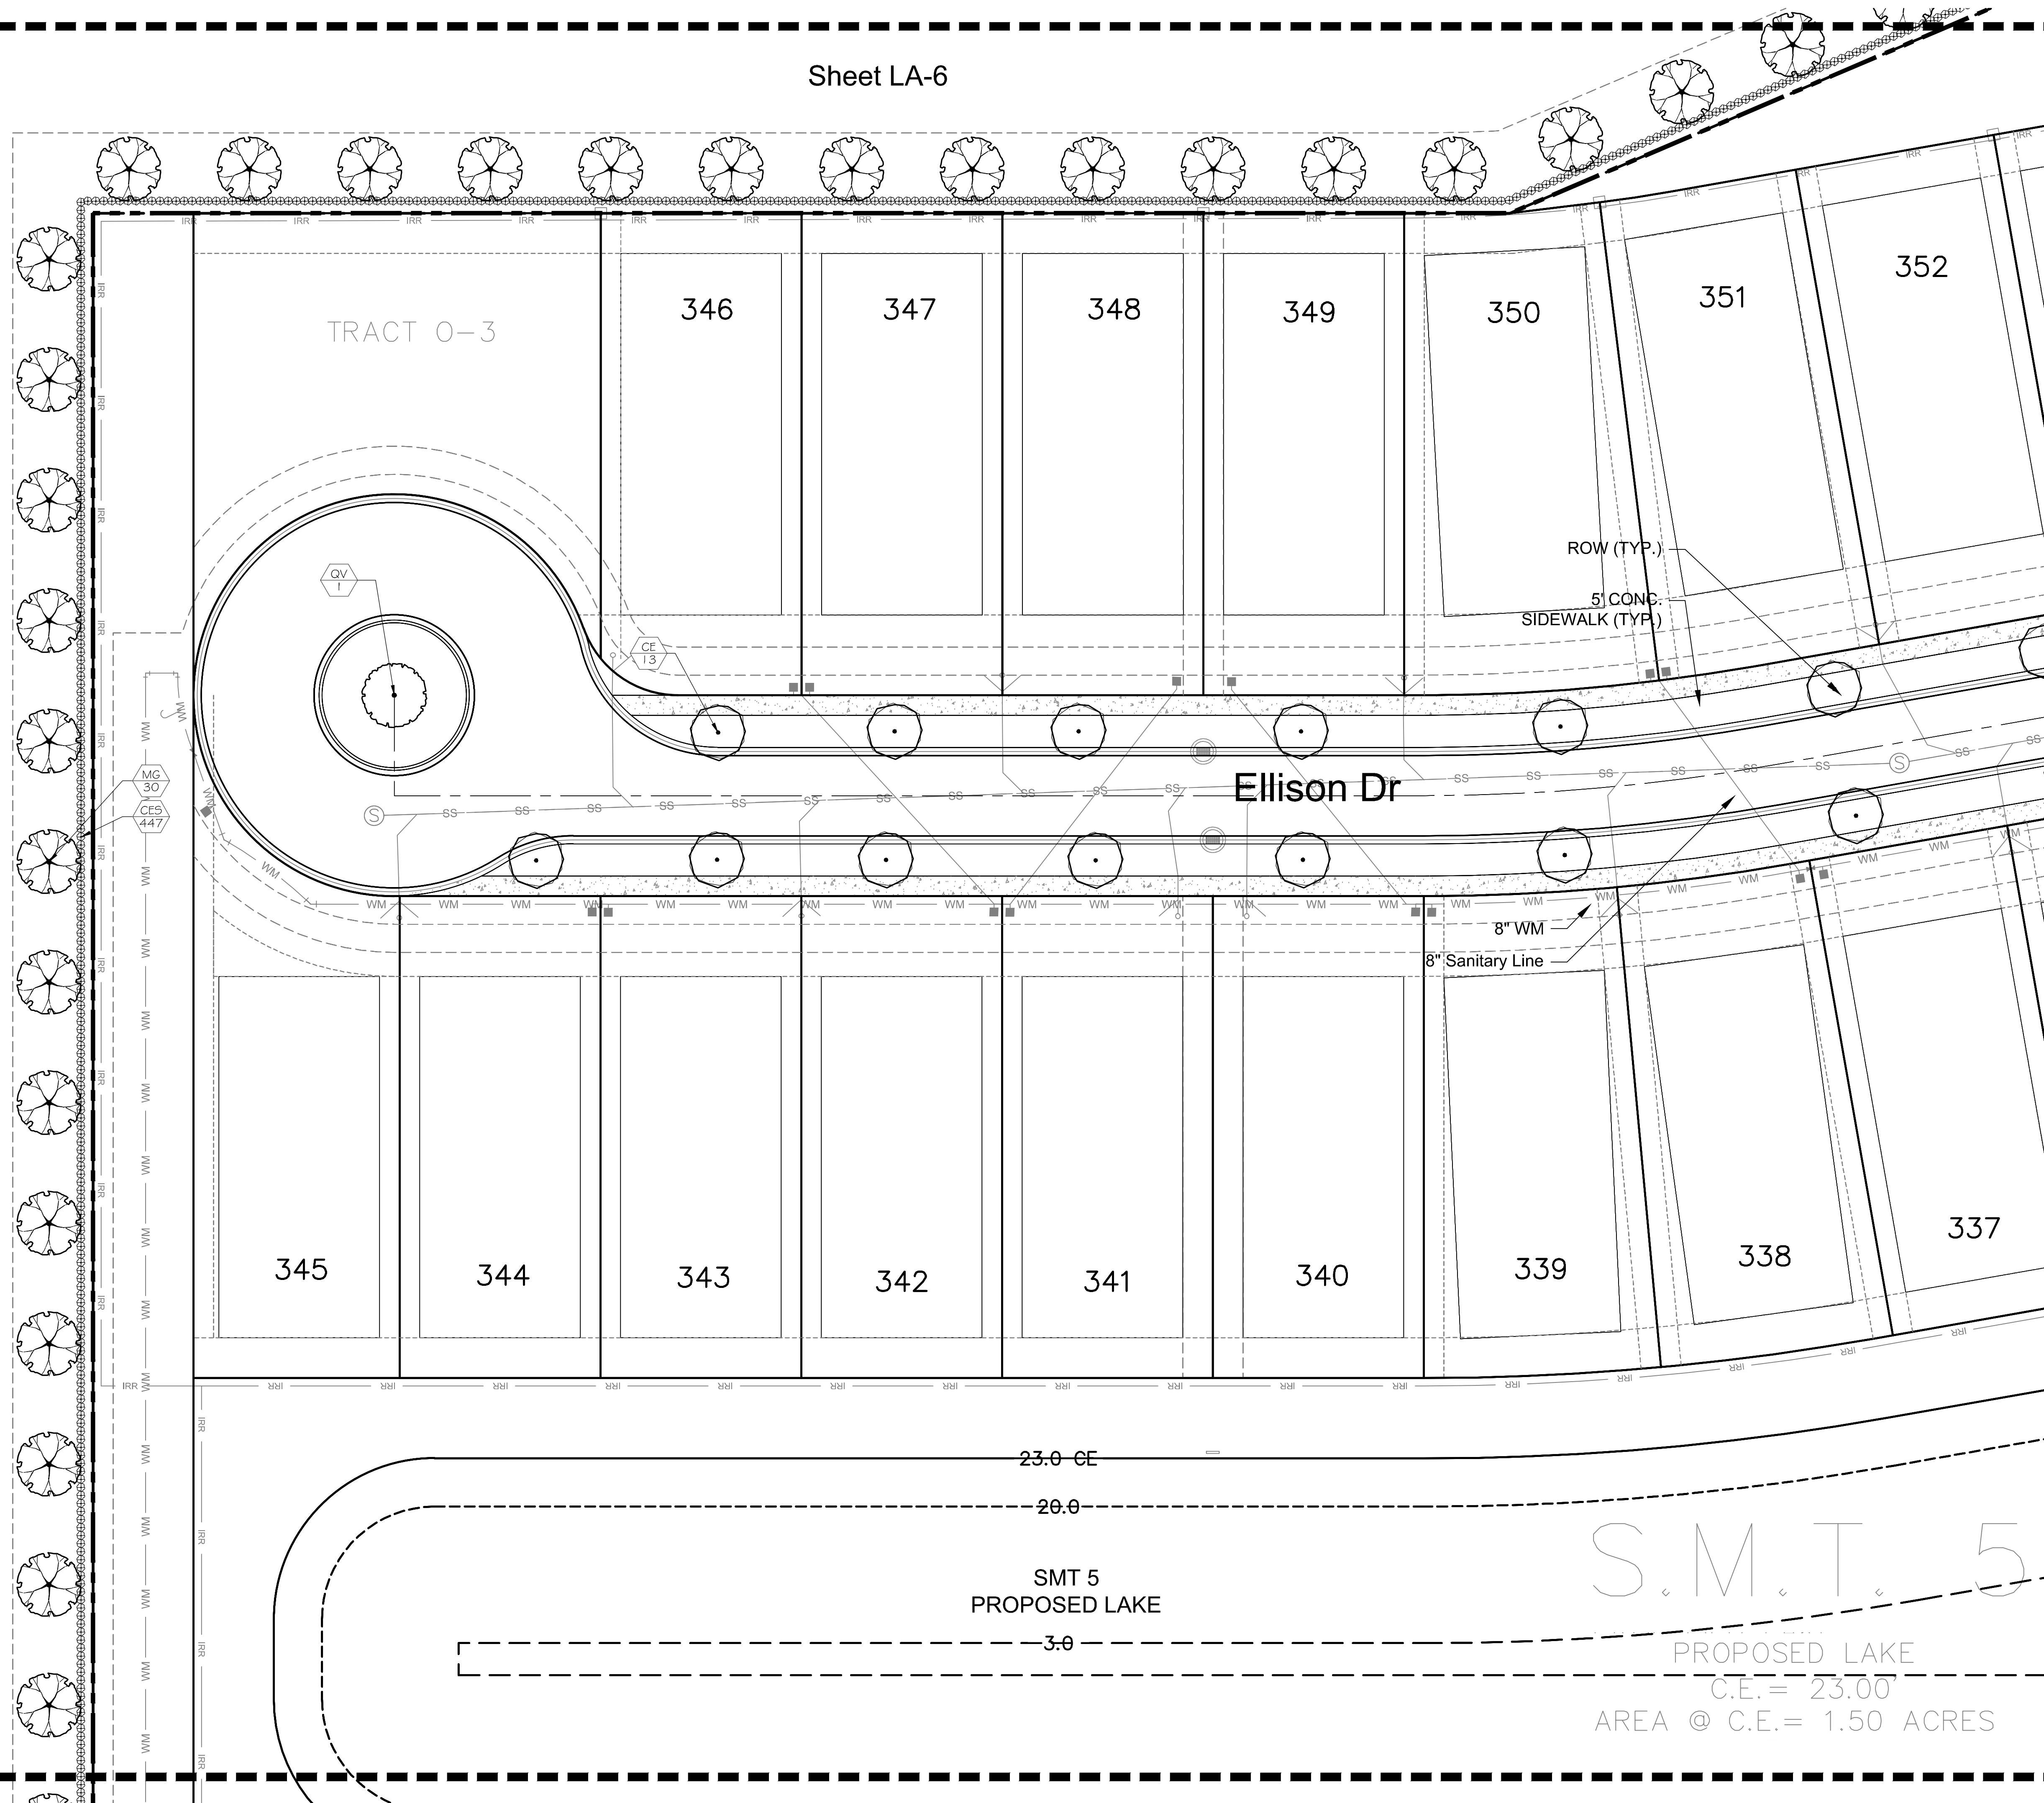 Sheet LA-6
TRACT O-3
346
347
348
349
350
351
352
QV
1
CE
13
ROW (TYP.)
5' CONC.
SIDEWALK (TYP.)
Ellison Dr
MG
30
CES
447
8" WM
8" Sanitary Line
345
344
343
342
341
340
339
338
337
23.0 CE
20.0
SMT 5
PROPOSED LAKE
3.0
S.M.T. 5
PROPOSED LAKE
C.E.= 23.00'
AREA @ C.E.= 1.50 ACRES
IRR
WM
SS
S